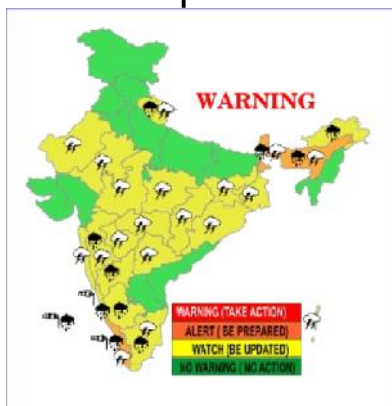 WARNING
WARNING (TAKE ACTION)
ALERT ( BE PREPARED)
WATCH (BE UPDATED)
NO WARNING ( NO ACTION)